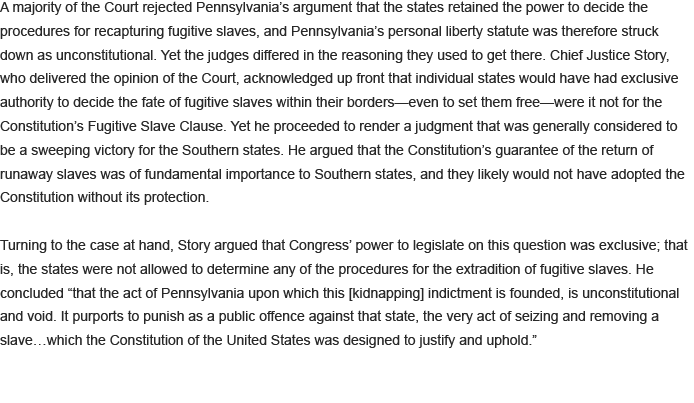 A majority of the Court rejected Pennsylvania’s argument that the states retained the power to decide the
procedures for recapturing fugitive slaves, and Pennsylvania’s personal liberty statute was therefore struck
down as unconstitutional. Yet the judges differed in the reasoning they used to get there. Chief Justice Story,
who delivered the opinion of the Court, acknowledged up front that individual states would have had exclusive
authority to decide the fate of fugitive slaves within their borders—even to set them free—were it not for the
Constitution’s Fugitive Slave Clause. Yet he proceeded to render a judgment that was generally considered to
be a sweeping victory for the Southern states. He argued that the Constitution’s guarantee of the return of
runaway slaves was of fundamental importance to Southern states, and they likely would not have adopted the
Constitution without its protection.

Turning to the case at hand, Story argued that Congress’ power to legislate on this question was exclusive; that
is, the states were not allowed to determine any of the procedures for the extradition of fugitive slaves. He
concluded “that the act of Pennsylvania upon which this [kidnapping] indictment is founded, is unconstitutional
and void. It purports to punish as a public offence against that state, the very act of seizing and removing a
slave…which the Constitution of the United States was designed to justify and uphold.”